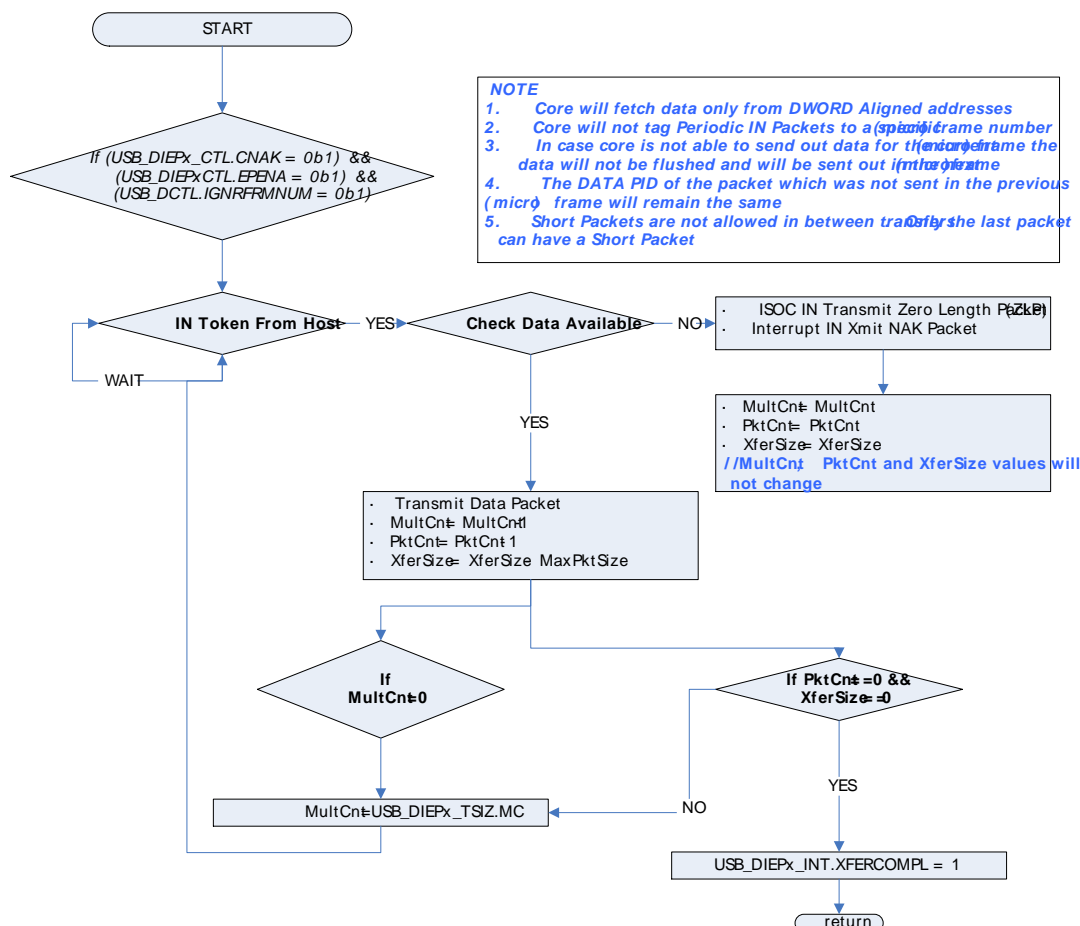 START
If (USB_DIEPx_CTL.CNAK = 0b1) &&
(USB_DIEPxCTL.EPENA = 0b1) &&
(USB_DCTL.IGNRFRMNUM = 0b1)
NOTE
1. Core will fetch data only from DWORD Aligned addresses
2. Core will not tag Periodic IN Packets to a specific (micro) frame number
3. In case core is not able to send out data for the current (micro) frame the
data will not be flushed and will be sent out in the next (micro) frame
4. The DATA PID of the packet which was not sent in the previous
(micro) frame will remain the same
5. Short Packets are not allowed in between transfers. Only the last packet
can have a Short Packet
IN Token From Host
YES
Check Data Available
NO
· ISOC IN Transmit Zero Length Packet (ZLP)
· Interrupt IN Xmit NAK Packet
WAIT
YES
· MultCnt= MultCnt
· PktCnt= PktCnt
· XferSize= XferSize
//MultCnt, PktCnt and XferSize values will
not change
· Transmit Data Packet
· MultCnt= MultCnt-1
· PktCnt= PktCnt-1
· XferSize= XferSize MaxPktSize
If
MultCnt=0
If PktCnt==0 &&
XferSize==0
YES
NO
MultCnt=USB_DIEPx_TSIZ.MC
USB_DIEPx_INT.XFERCOMPL = 1
return